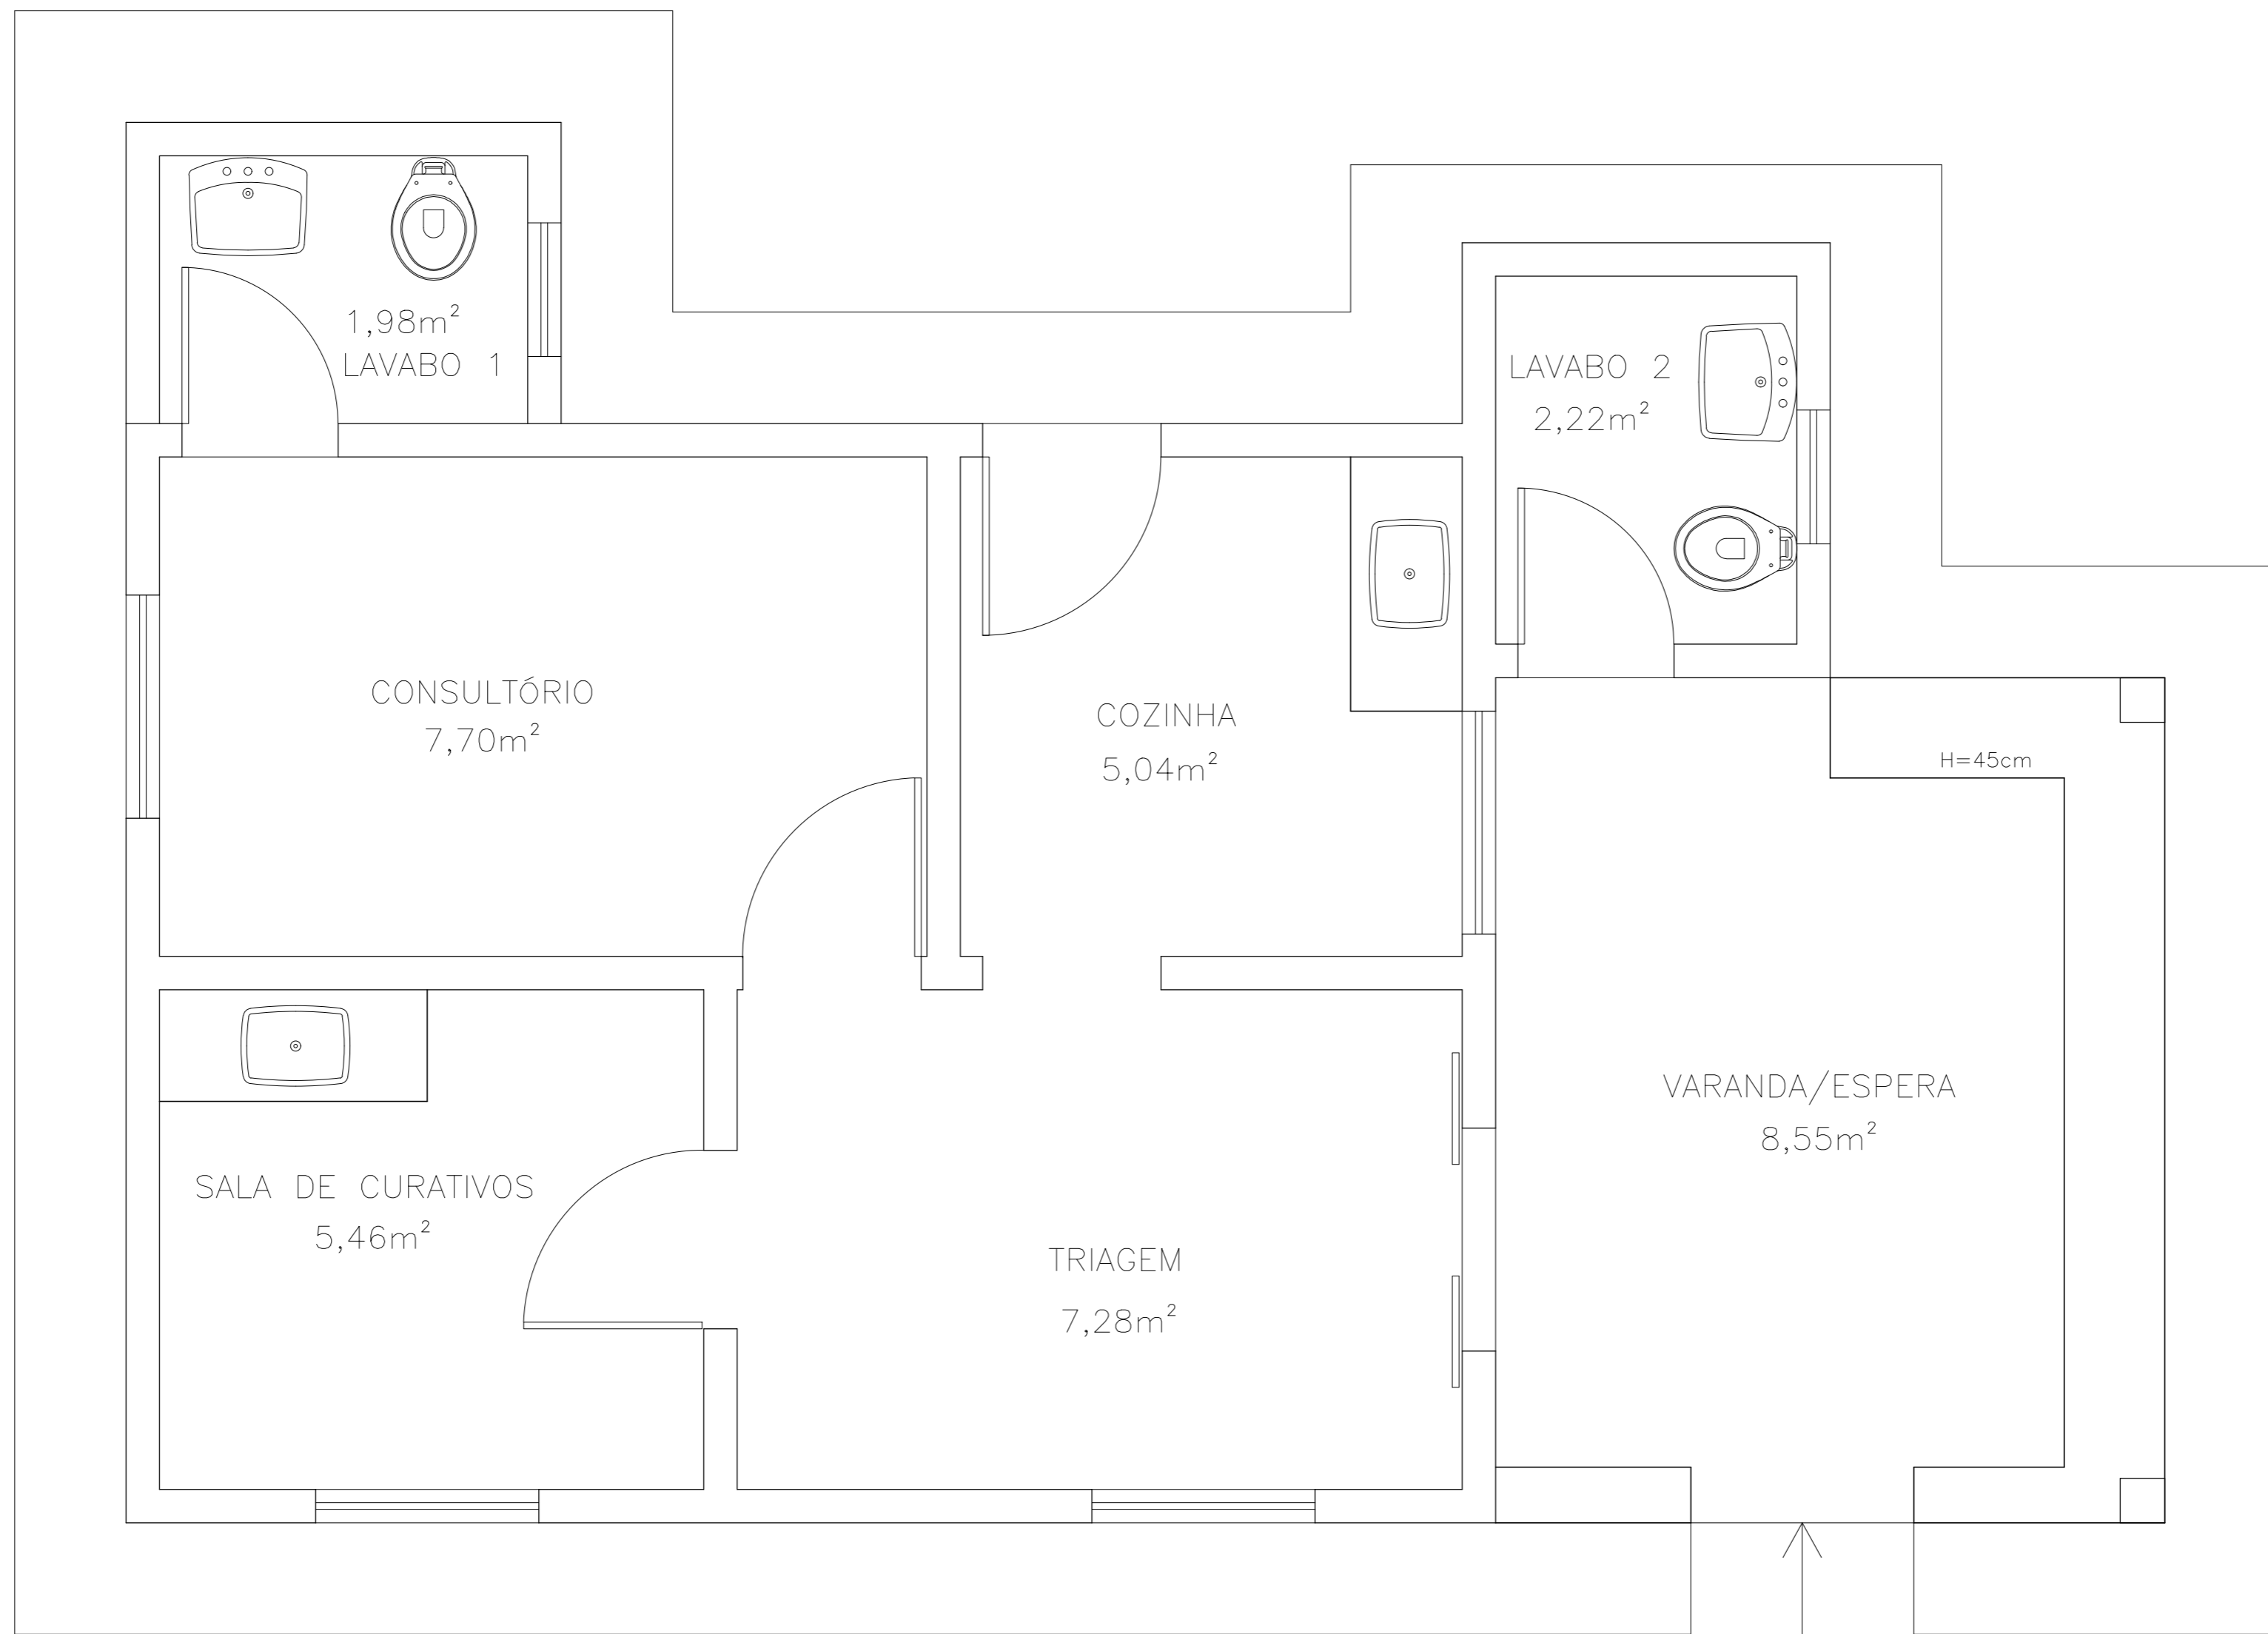 1,98m²
LAVABO 1
LAVABO 2
2,22m²
CONSULTÓRIO
7,70m²
COZINHA
5,04m²
H=45cm
VARANDA/ESPERA
8,55m²
SALA DE CURATIVOS
5,46m²
TRIAGEM
7,28m²